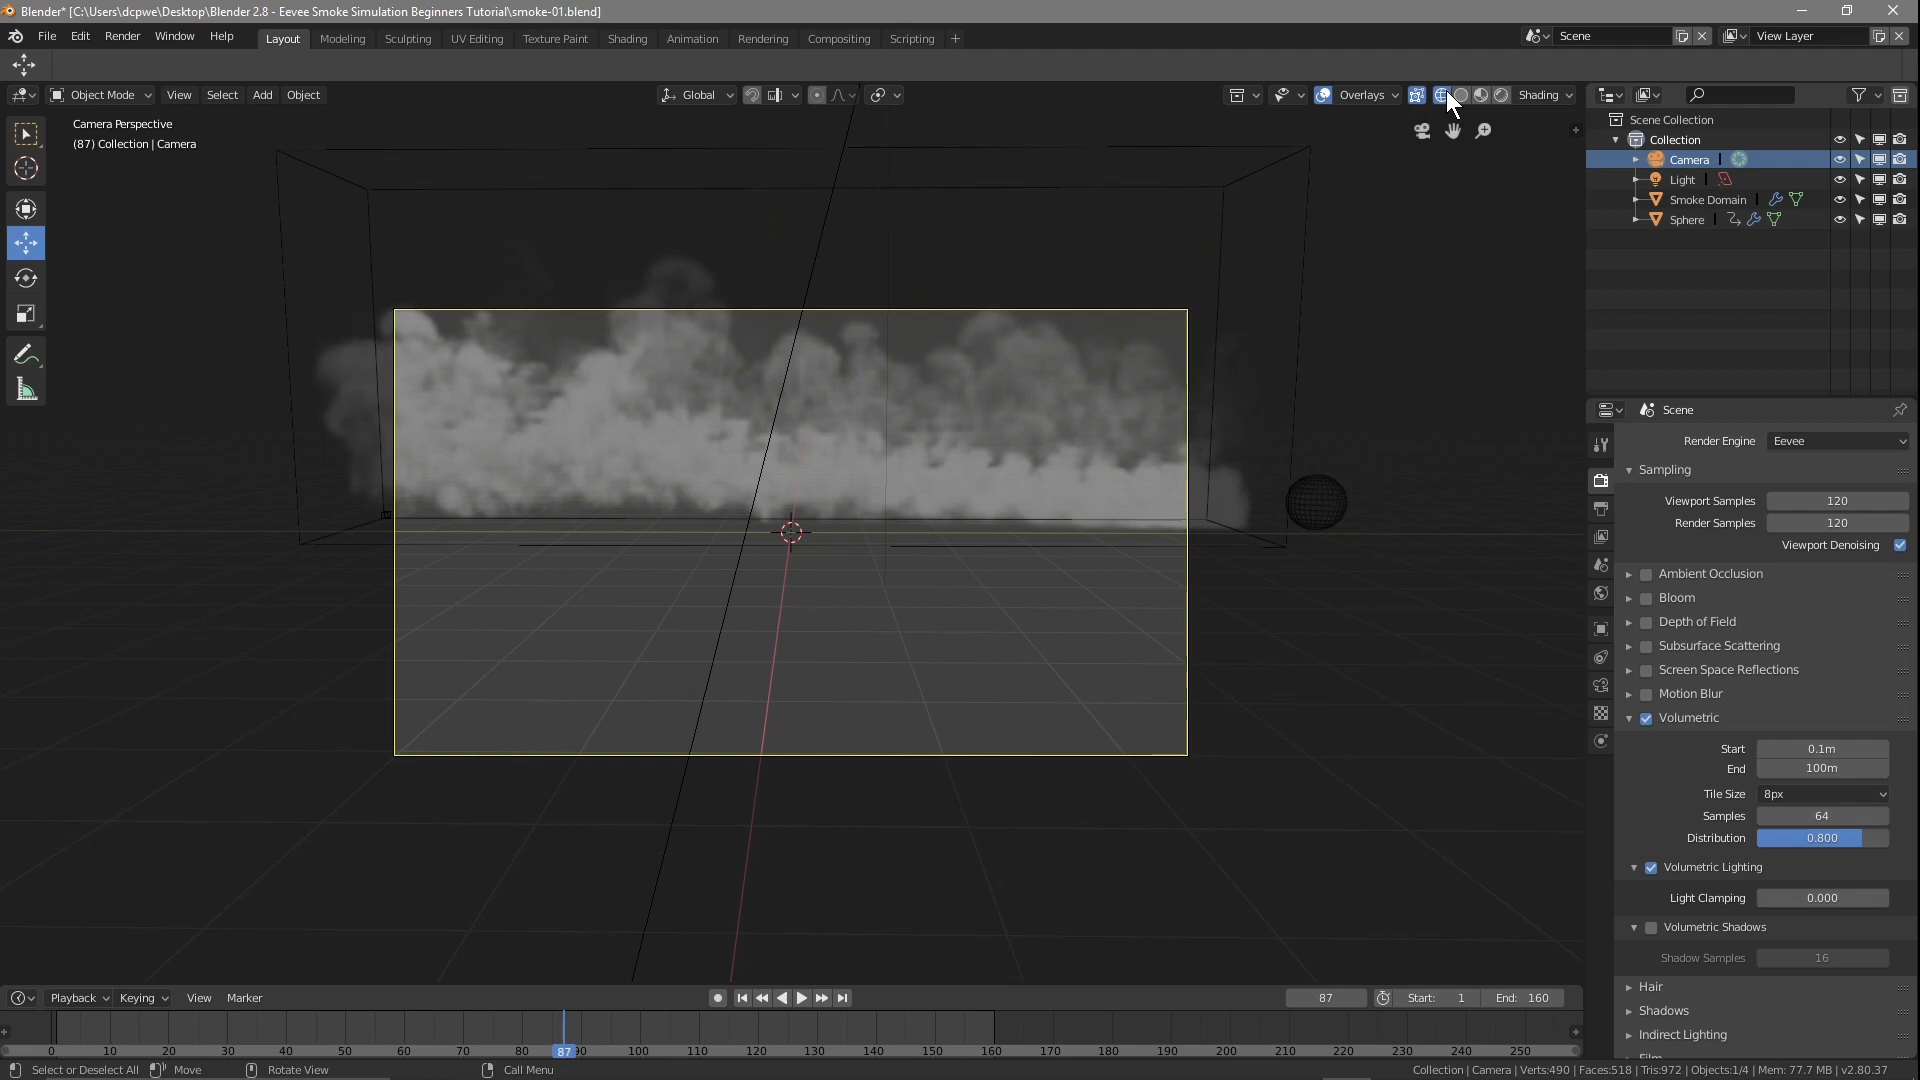 Blender* [C:\Users\dcpwe\Desktop\Blender 2.8 - Eevee Smoke Simulation Beginners Tutorial\smoke-01.blend]
File Edit Render Window Help Layout Modeling Sculpting UV Editing Texture Paint Shading Animation Rendering Compositing Scripting + Scene View Layer
Object Mode View Select Add Object Global Overlays Shading
Camera Perspective
(87) Collection | Camera
Scene Collection
Collection
Camera
Light
Smoke Domain
Sphere
Scene
Render Engine Eevee
Sampling
Viewport Samples 120
Render Samples 120
Viewport Denoising
Ambient Occlusion
Bloom
Depth of Field
Subsurface Scattering
Screen Space Reflections
Motion Blur
Volumetric
Start 0.1m
End 100m
Tile Size 8px
Samples 64
Distribution 0.800
Volumetric Lighting
Light Clamping 0.000
Volumetric Shadows
Shadow Samples 16
Hair
Shadows
Indirect Lighting
Playback Keying View Marker 87 Start: 1 End: 160
0 10 20 30 40 50 60 70 80 87 90 100 110 120 130 140 150 160 170 180 190 200 210 220 230 240 250
Select or Deselect All Move Rotate View Call Menu Collection | Camera | Verts:490 | Faces:518 | Tris:972 | Objects:1/4 | Mem: 77.7 MB | v2.80.37